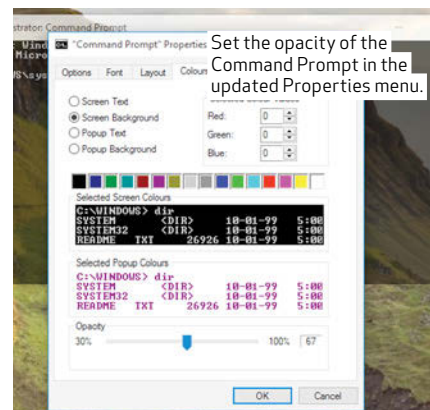 strator: Command Prompt
"Command Prompt" Properties
Set the opacity of the
Command Prompt in the
updated Properties menu.
Wind
Micro
S\sys
Options Font Layout Colou
Screen Text
Screen Background
Popup Text
Popup Background
Red: 0
Green: 0
Blue: 0
Selected Screen Colours
C:\WINDOWS> dir
SYSTEM <DIR> 10-01-99 5:00
SYSTEM32 <DIR> 10-01-99 5:00
README TXT 26926 10-01-99 5:00
Selected Popup Colours
C:\WINDOWS> dir
SYSTEM <DIR> 10-01-99 5:00
SYSTEM32 <DIR> 10-01-99 5:00
README TXT 26926 10-01-99 5:00
Opacity
30% 100% 67
OK Cancel